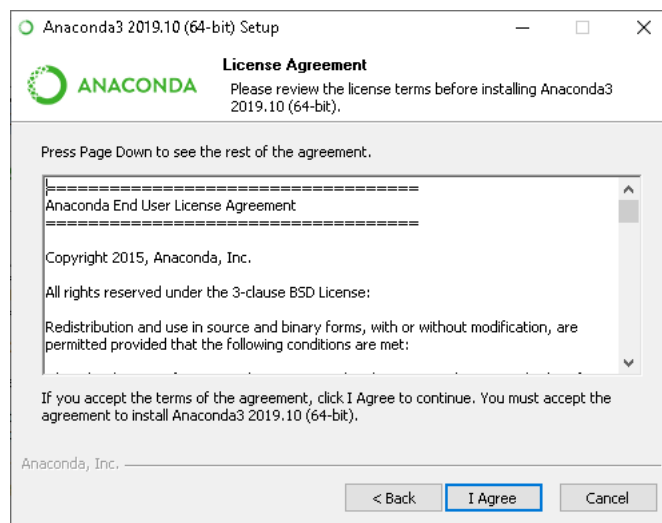 Anaconda3 2019.10 (64-bit) Setup
ANACONDA
License Agreement
Please review the license terms before installing Anaconda3
2019.10 (64-bit).
Press Page Down to see the rest of the agreement.
====================================
Anaconda End User License Agreement
====================================
Copyright 2015, Anaconda, Inc.
All rights reserved under the 3-clause BSD License:
Redistribution and use in source and binary forms, with or without modification, are
permitted provided that the following conditions are met:
If you accept the terms of the agreement, click I Agree to continue. You must accept the
agreement to install Anaconda3 2019.10 (64-bit).
Anaconda, Inc.
< Back
I Agree
Cancel